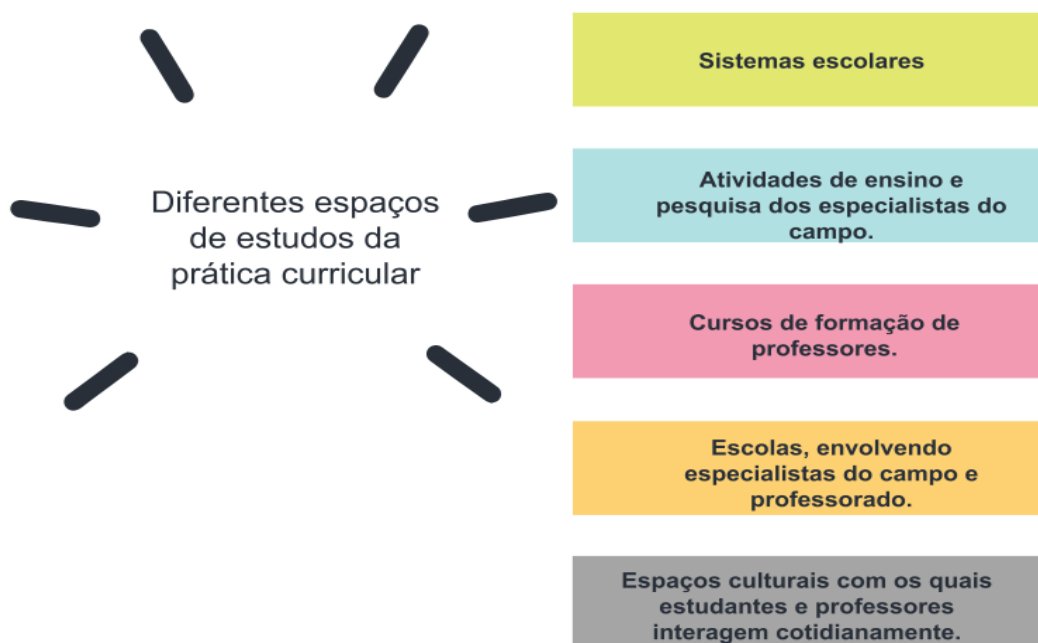 Diferentes espaços
de estudos da
prática curricular
Sistemas escolares
Atividades de ensino e
pesquisa dos especialistas do
campo.
Cursos de formação de
professores.
Escolas, envolvendo
especialistas do campo e
professorado.
Espaços culturais com os quais
estudantes e professores
interagem cotidianamente.